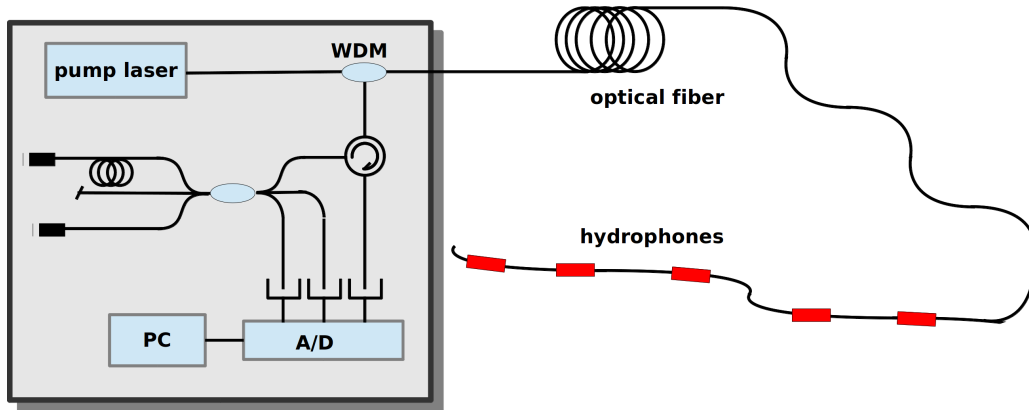 WDM
pump laser
optical fiber
hydrophones
PC
A/D